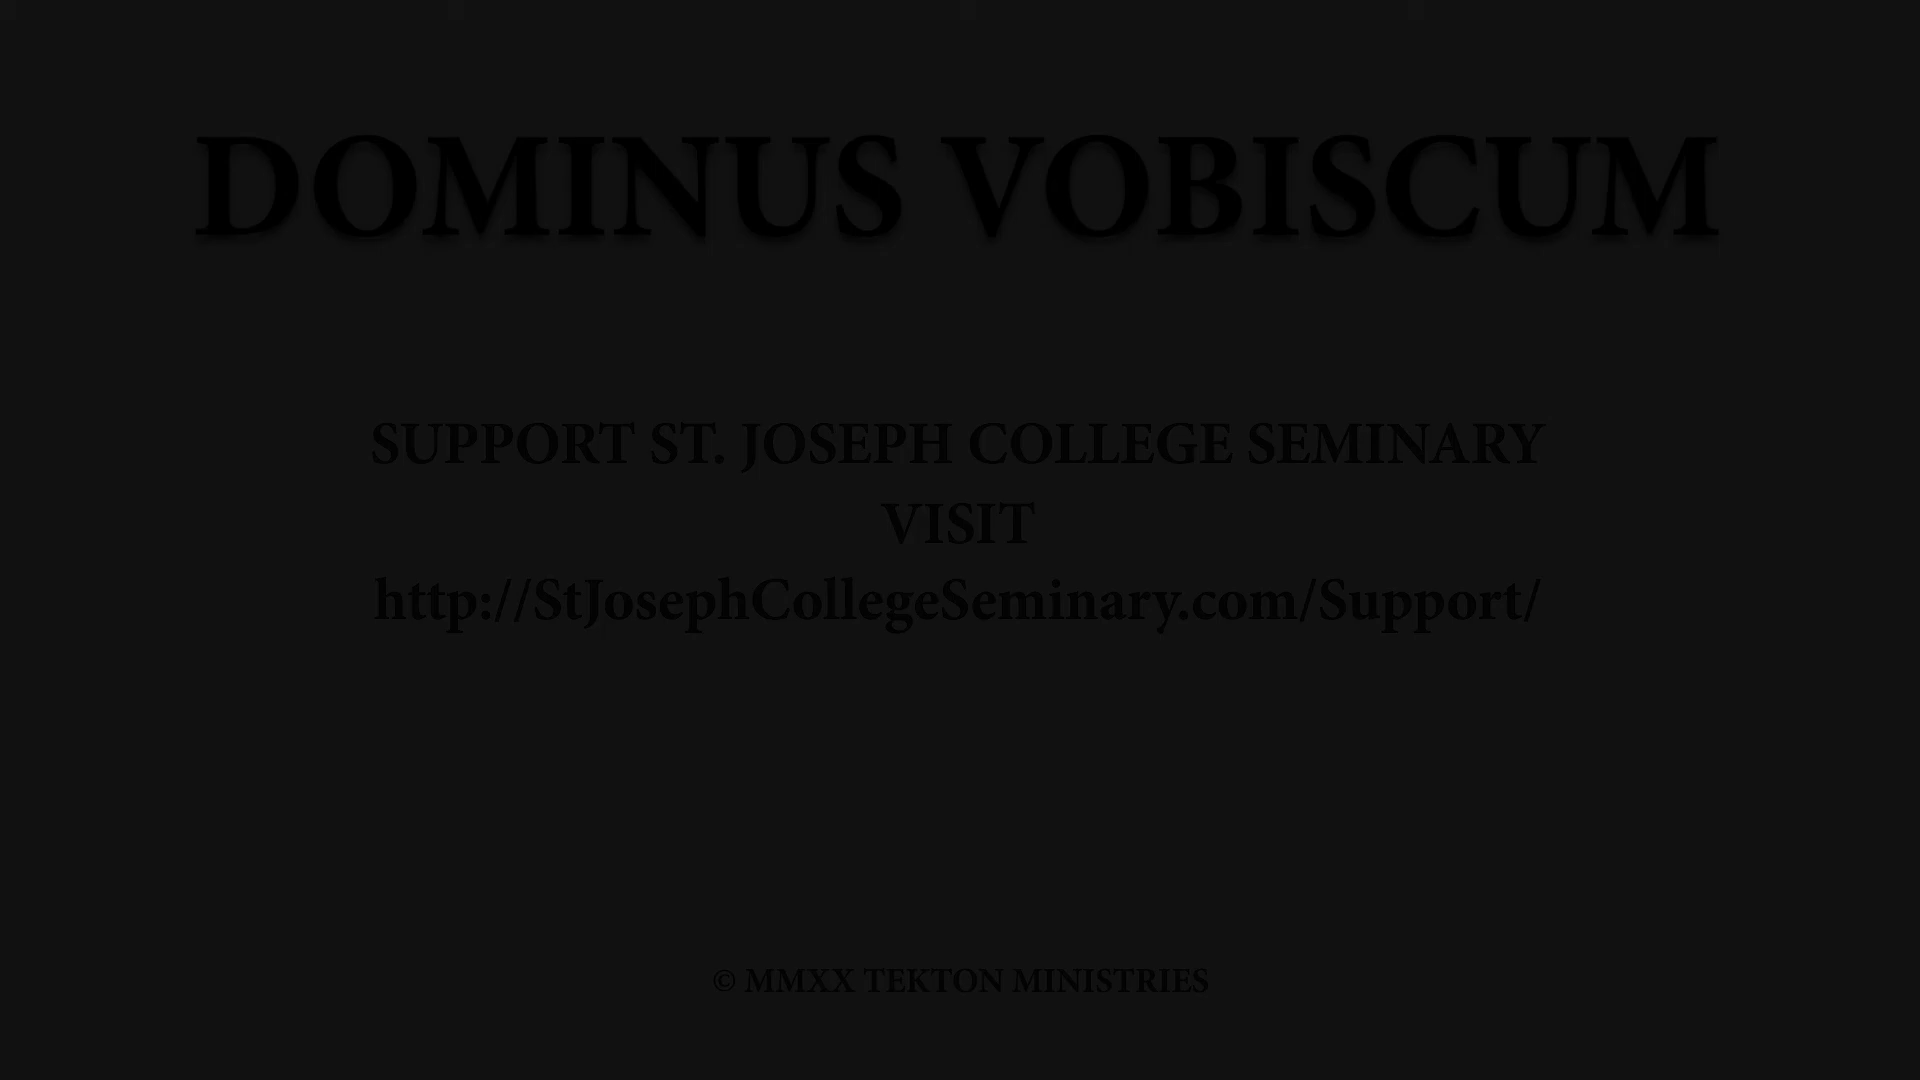 DOMINUS VOBISCUM
SUPPORT ST. JOSEPH COLLEGE SEMINARY
VISIT
http://StJosephCollegeSeminary.com/Support/
© MMXX TEKTON MINISTRIES